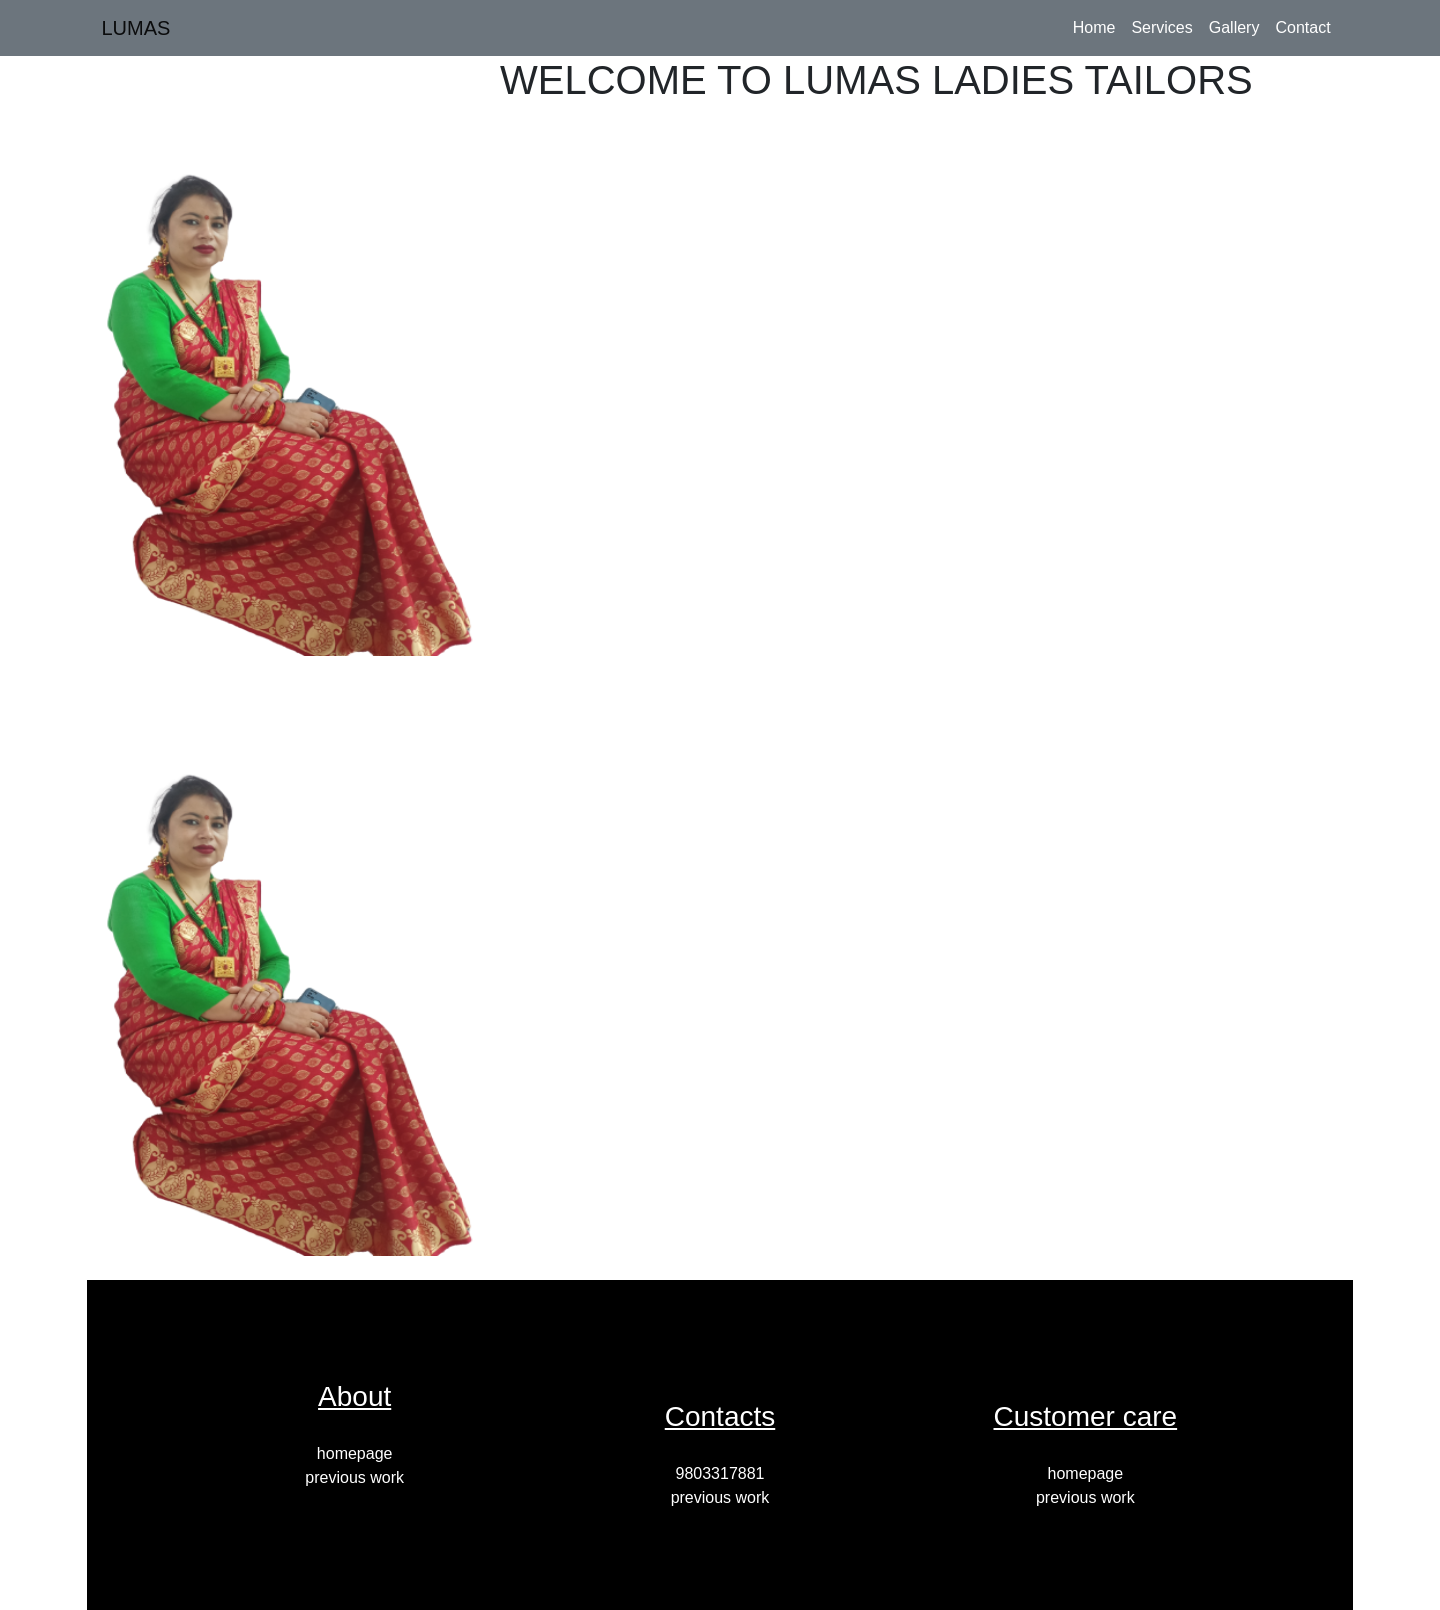 LUMAS
Home Services Gallery Contact
WELCOME TO LUMAS LADIES TAILORS
About
homepage
previous work
Contacts
9803317881
previous work
Customer care
homepage
previous work